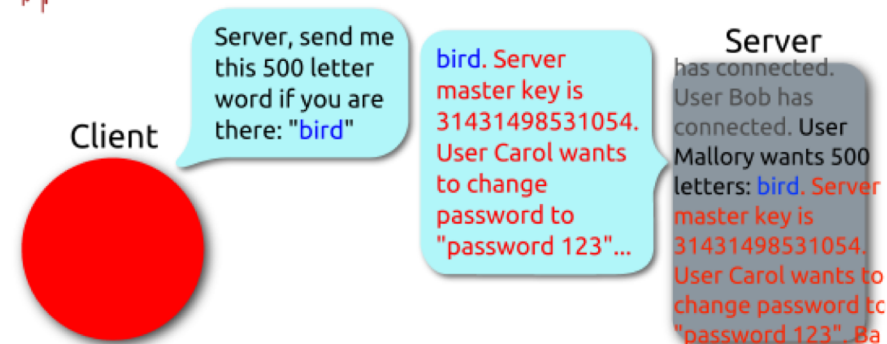 Client
Server, send me
this 500 letter
word if you are
there: "bird"
bird. Server
master key is
31431498531054.
User Carol wants
to change
password to
"password 123"...
Server
has connected.
User Bob has
connected. User
Mallory wants 500
letters: bird. Server
master key is
31431498531054.
User Carol wants to
change password to
"password 123". Ba